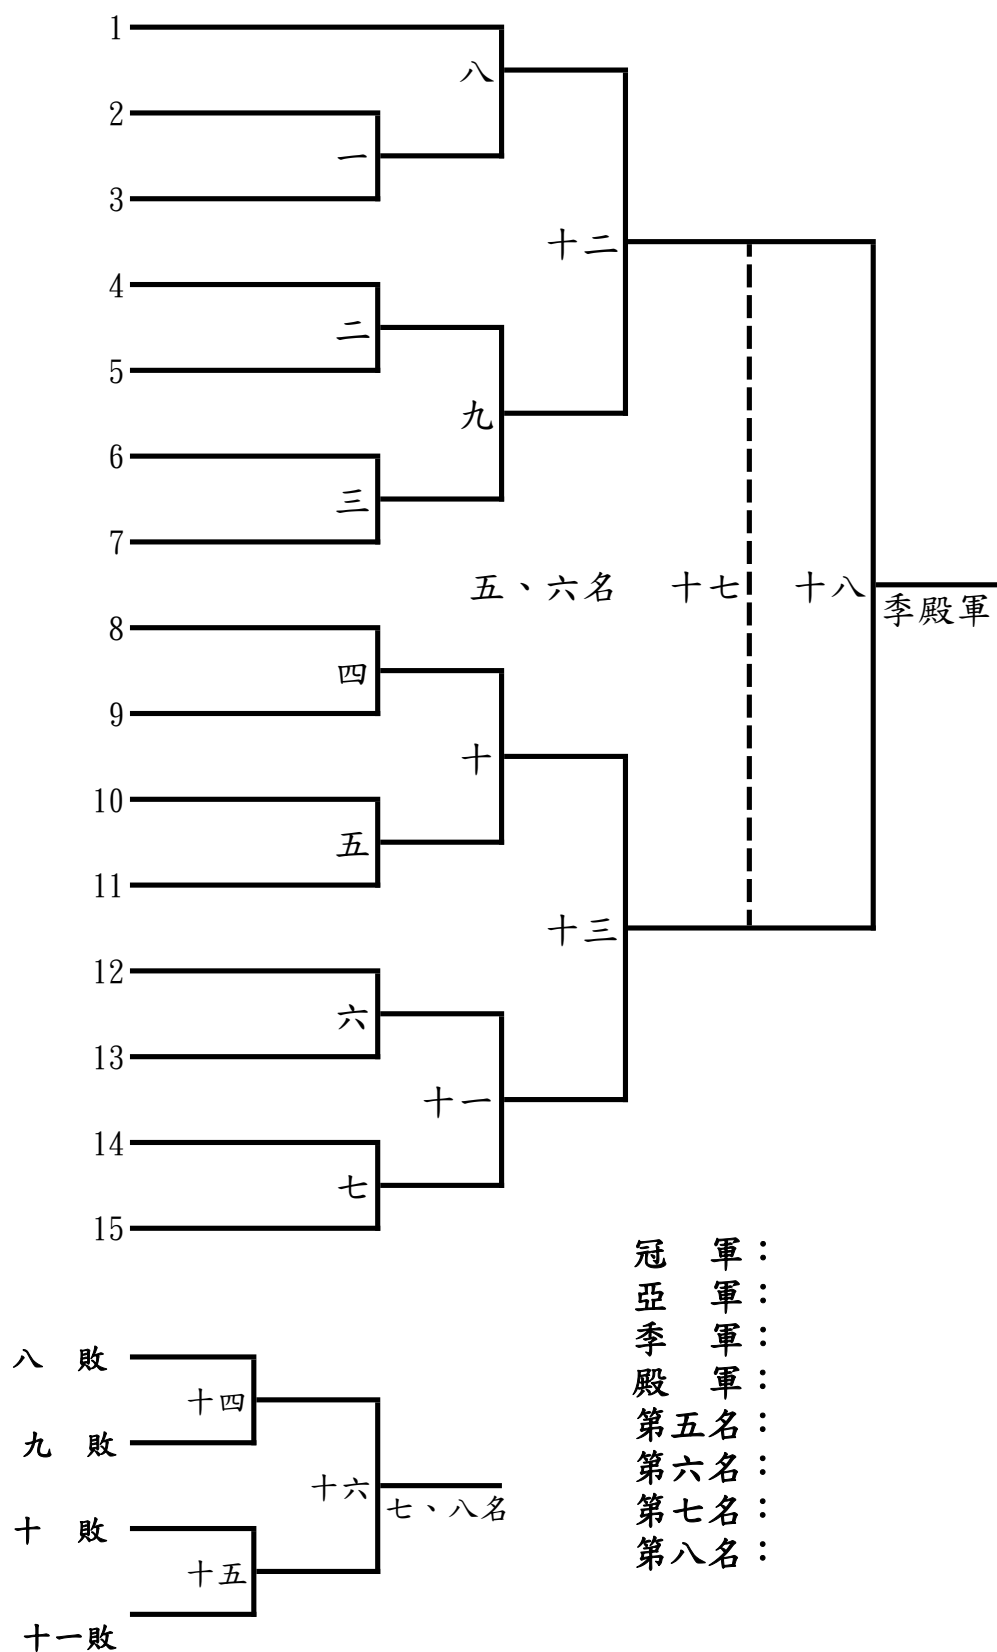 1
八
2
一
3
十二
4
二
5
九
6
三
7
五、六名 十七 十八
季殿軍
8
四
9
十
10
五
11
十三
12
六
13
十一
14
七
15
冠 軍：
亞 軍：
季 軍：
殿 軍：
第五名：
第六名：
第七名：
第八名：
八 敗
十四
九 敗
十六
七、八名
十 敗
十五
十一敗